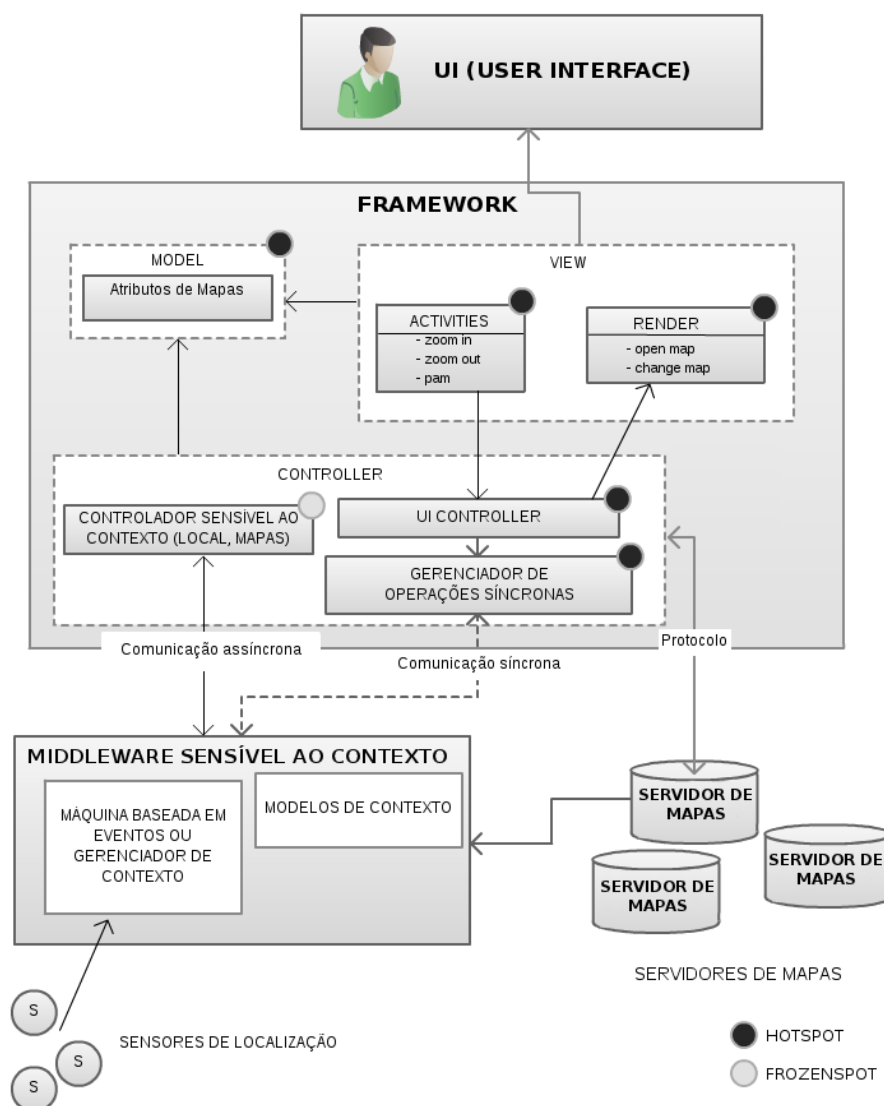 UI (USER INTERFACE)
FRAMEWORK
MODEL
Atributos de Mapas
VIEW
ACTIVITIES
- zoom in
- zoom out
- pam
RENDER
- open map
- change map
CONTROLLER
CONTROLADOR SENSÍVEL AO
CONTEXTO (LOCAL, MAPAS)
UI CONTROLLER
GERENCIADOR DE
OPERAÇÕES SÍNCRONAS
Comunicação assíncrona
Comunicação síncrona
Protocolo
MIDDLEWARE SENSÍVEL AO CONTEXTO
MÁQUINA BASEADA EM
EVENTOS OU
GERENCIADOR DE
CONTEXTO
MODELOS DE CONTEXTO
SERVIDOR DE
MAPAS
SERVIDOR DE
MAPAS
SERVIDOR DE
MAPAS
SERVIDORES DE MAPAS
S
S
S
SENSORES DE LOCALIZAÇÃO
HOTSPOT
FROZENSPOT